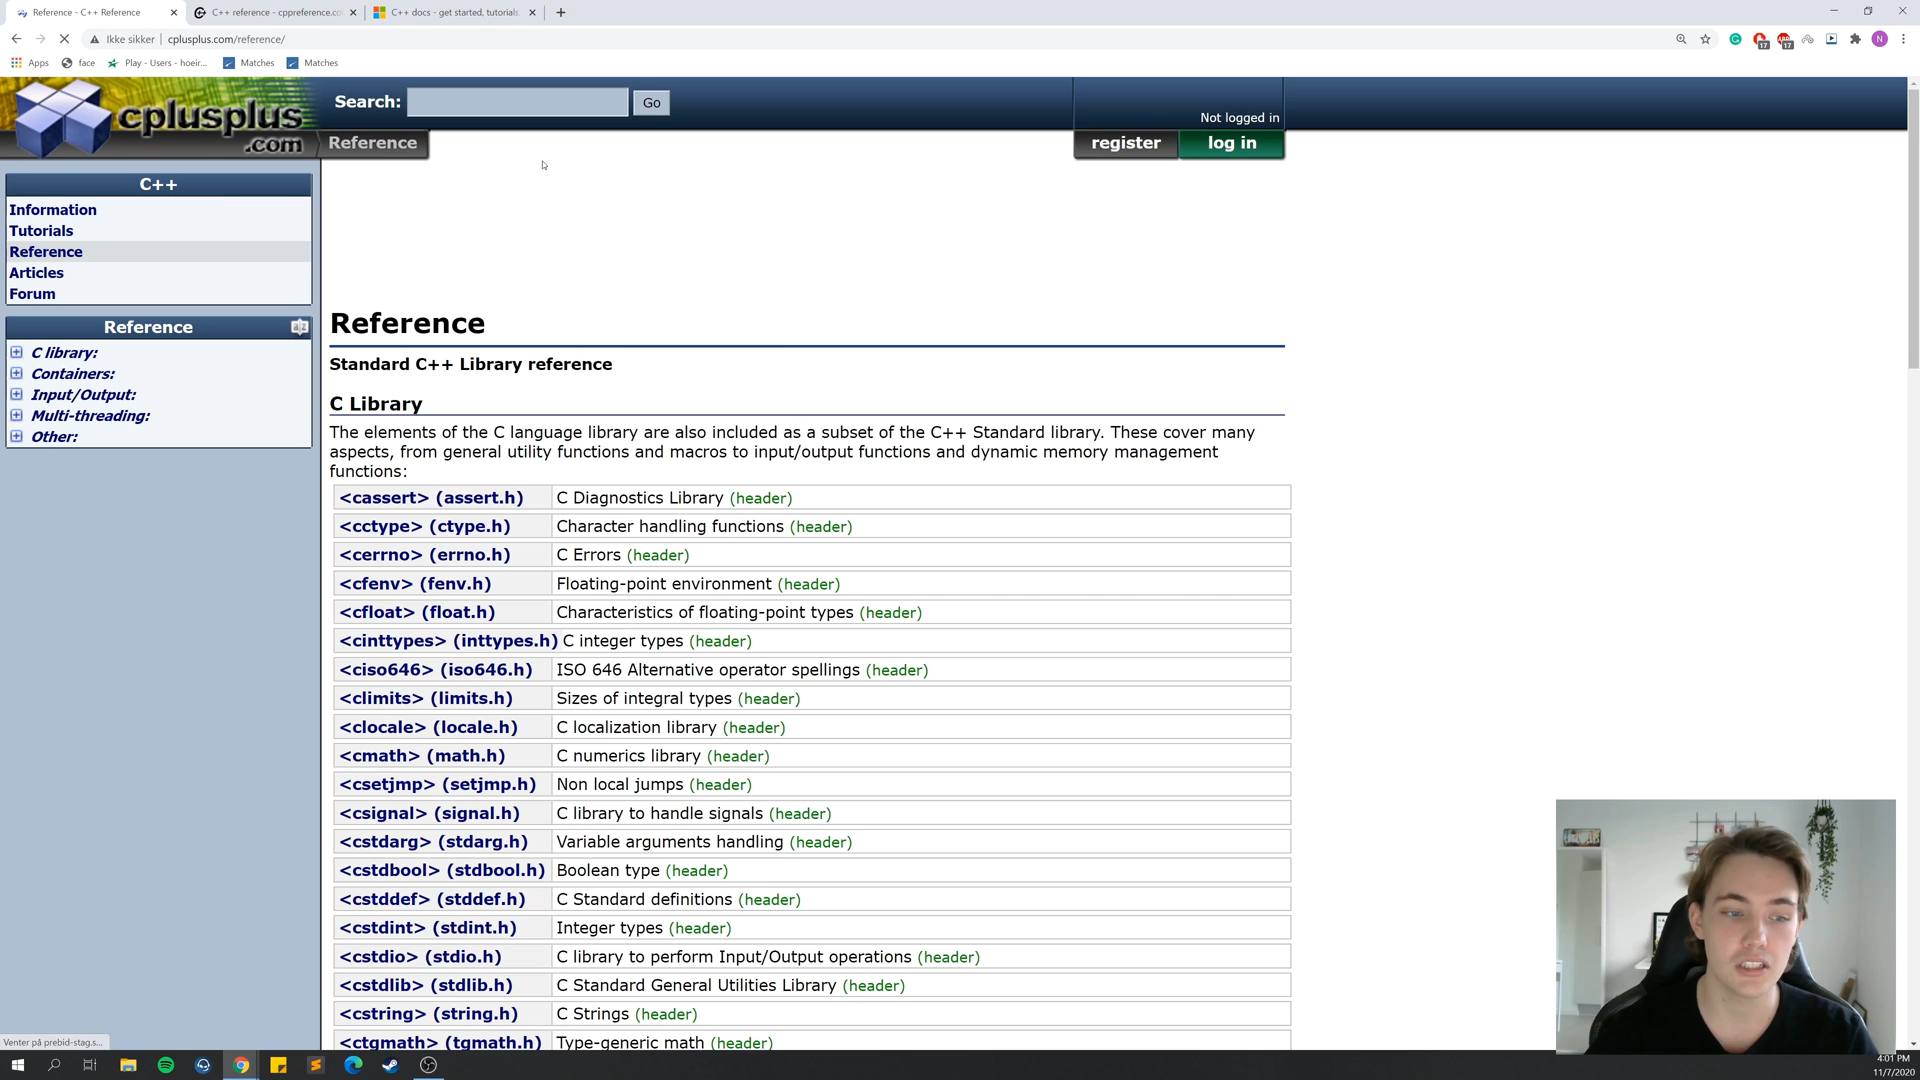 Reference - C++ Reference
C++ reference - cppreference.co
C++ docs - get started, tutorials,
Ikke sikker | cplusplus.com/reference/
17
17
N
Apps
face
Play - Users - hoeir...
Matches
Matches
cplusplus
.com
Search:
Go
Not logged in
Reference
register
log in
C++
Information
Tutorials
Reference
Articles
Forum
Reference
C library:
Containers:
Input/Output:
Multi-threading:
Other:
Reference
Standard C++ Library reference
C Library
The elements of the C language library are also included as a subset of the C++ Standard library. These cover many
aspects, from general utility functions and macros to input/output functions and dynamic memory management
functions:
<cassert> (assert.h) C Diagnostics Library (header)
<cctype> (ctype.h) Character handling functions (header)
<cerrno> (errno.h) C Errors (header)
<cfenv> (fenv.h) Floating-point environment (header)
<cfloat> (float.h) Characteristics of floating-point types (header)
<cinttypes> (inttypes.h) C integer types (header)
<ciso646> (iso646.h) ISO 646 Alternative operator spellings (header)
<climits> (limits.h) Sizes of integral types (header)
<clocale> (locale.h) C localization library (header)
<cmath> (math.h) C numerics library (header)
<csetjmp> (setjmp.h) Non local jumps (header)
<csignal> (signal.h) C library to handle signals (header)
<cstdarg> (stdarg.h) Variable arguments handling (header)
<cstdbool> (stdbool.h) Boolean type (header)
<cstddef> (stddef.h) C Standard definitions (header)
<cstdint> (stdint.h) Integer types (header)
<cstdio> (stdio.h) C library to perform Input/Output operations (header)
<cstdlib> (stdlib.h) C Standard General Utilities Library (header)
<cstring> (string.h) C Strings (header)
<ctgmath> (tgmath.h) Type-generic math (header)
Venter på prebid-stag.s...
4:01 PM
11/7/2020